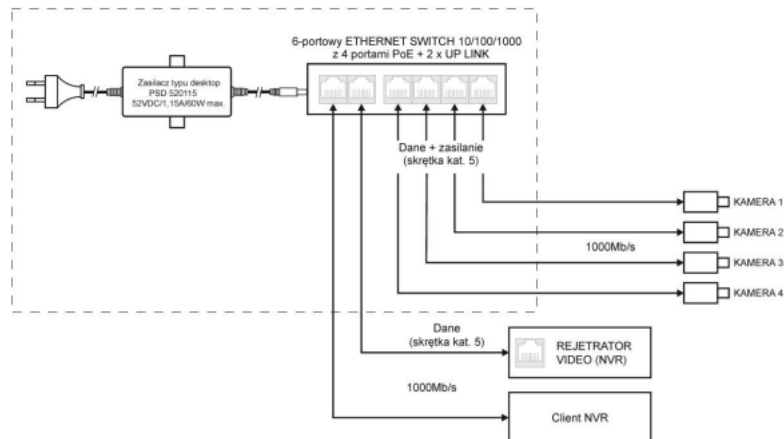 6-portowy ETHERNET SWITCH 10/100/1000
z 4 portami PoE + 2 x UP LINK
Zasilacz typu desktop
PSD 520115
52VDC/1,15A/60W max.
Dane + zasilanie
(skrętka kat. 5)
KAMERA 1
KAMERA 2
1000Mb/s
KAMERA 3
KAMERA 4
Dane
(skrętka kat. 5)
REJETRATOR
VIDEO (NVR)
1000Mb/s
Client NVR